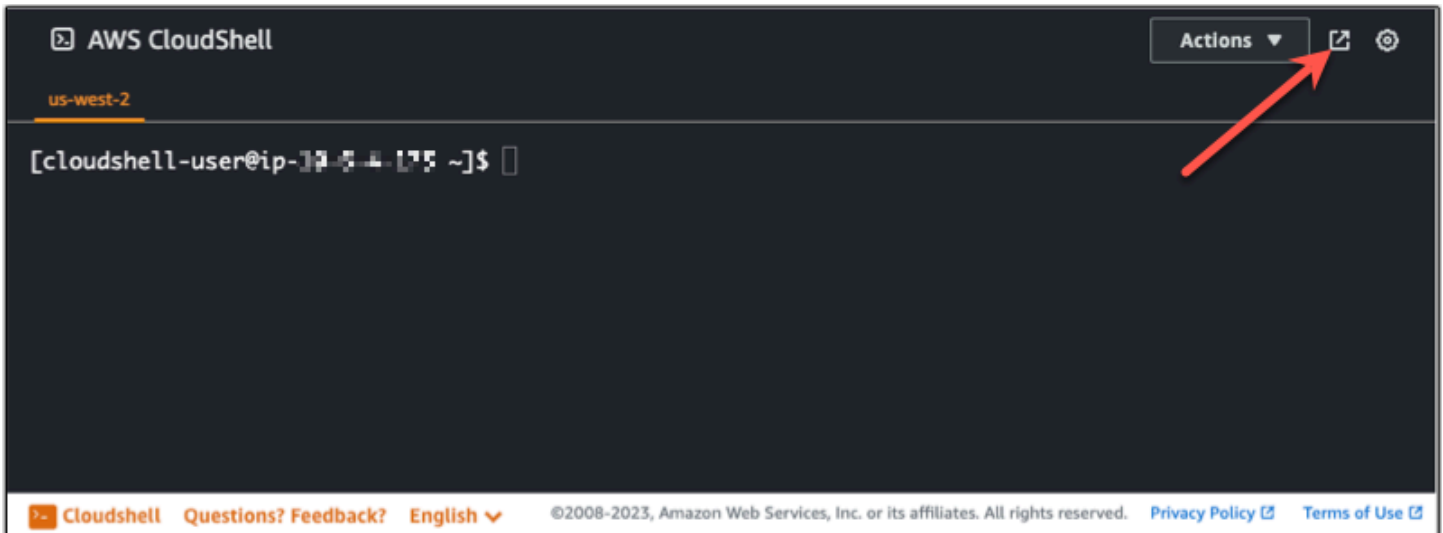 AWS CloudShell
Actions ▼
us-west-2
[cloudshell-user@ip- ~]$
Cloudshell Questions? Feedback? English ©2008-2023, Amazon Web Services, Inc. or its affiliates. All rights reserved. Privacy Policy Terms of Use